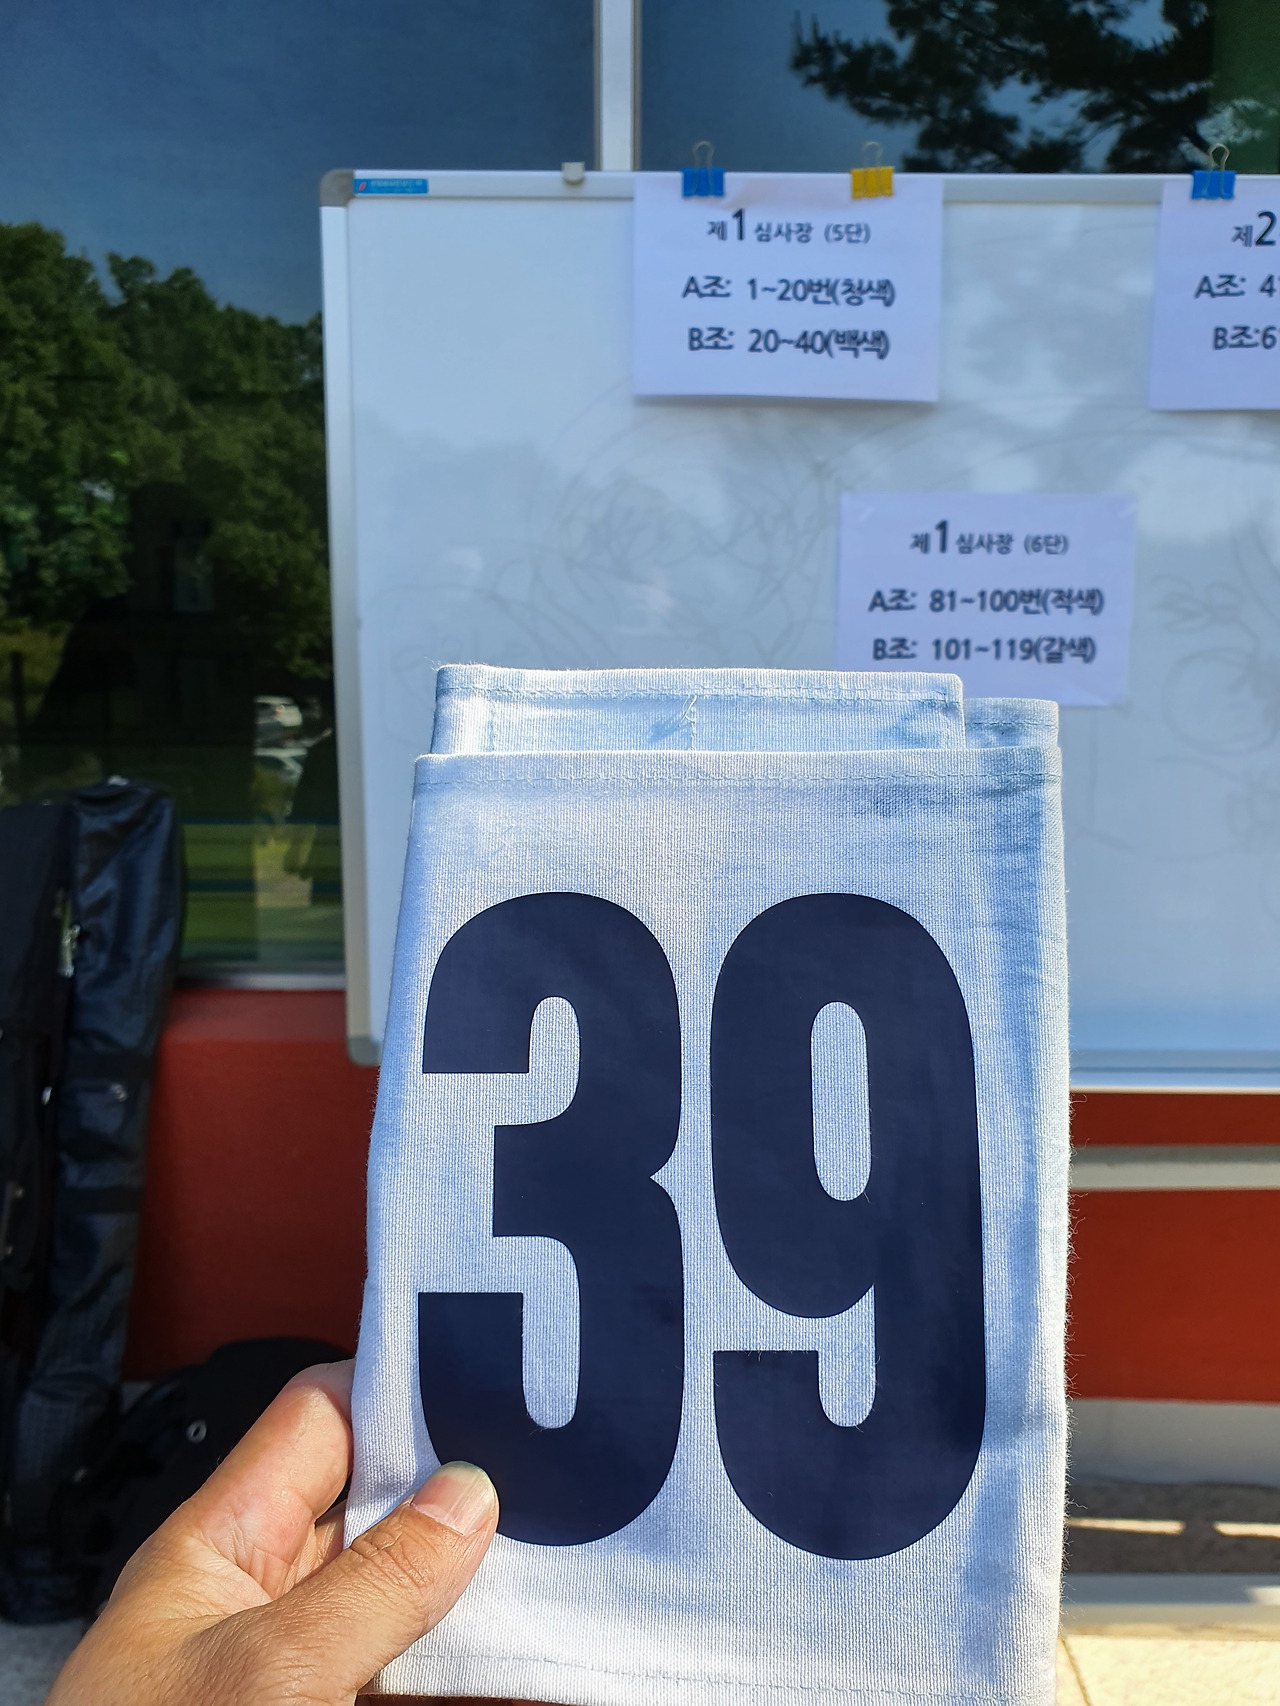 제1 심사장 (5단)
A조: 1~20번(청색)
B조: 20~40(백색)
제2
A조: 4
B조:6
제1 심사장 (6단)
A조: 81~100번(적색)
B조: 101~119(갈색)
39